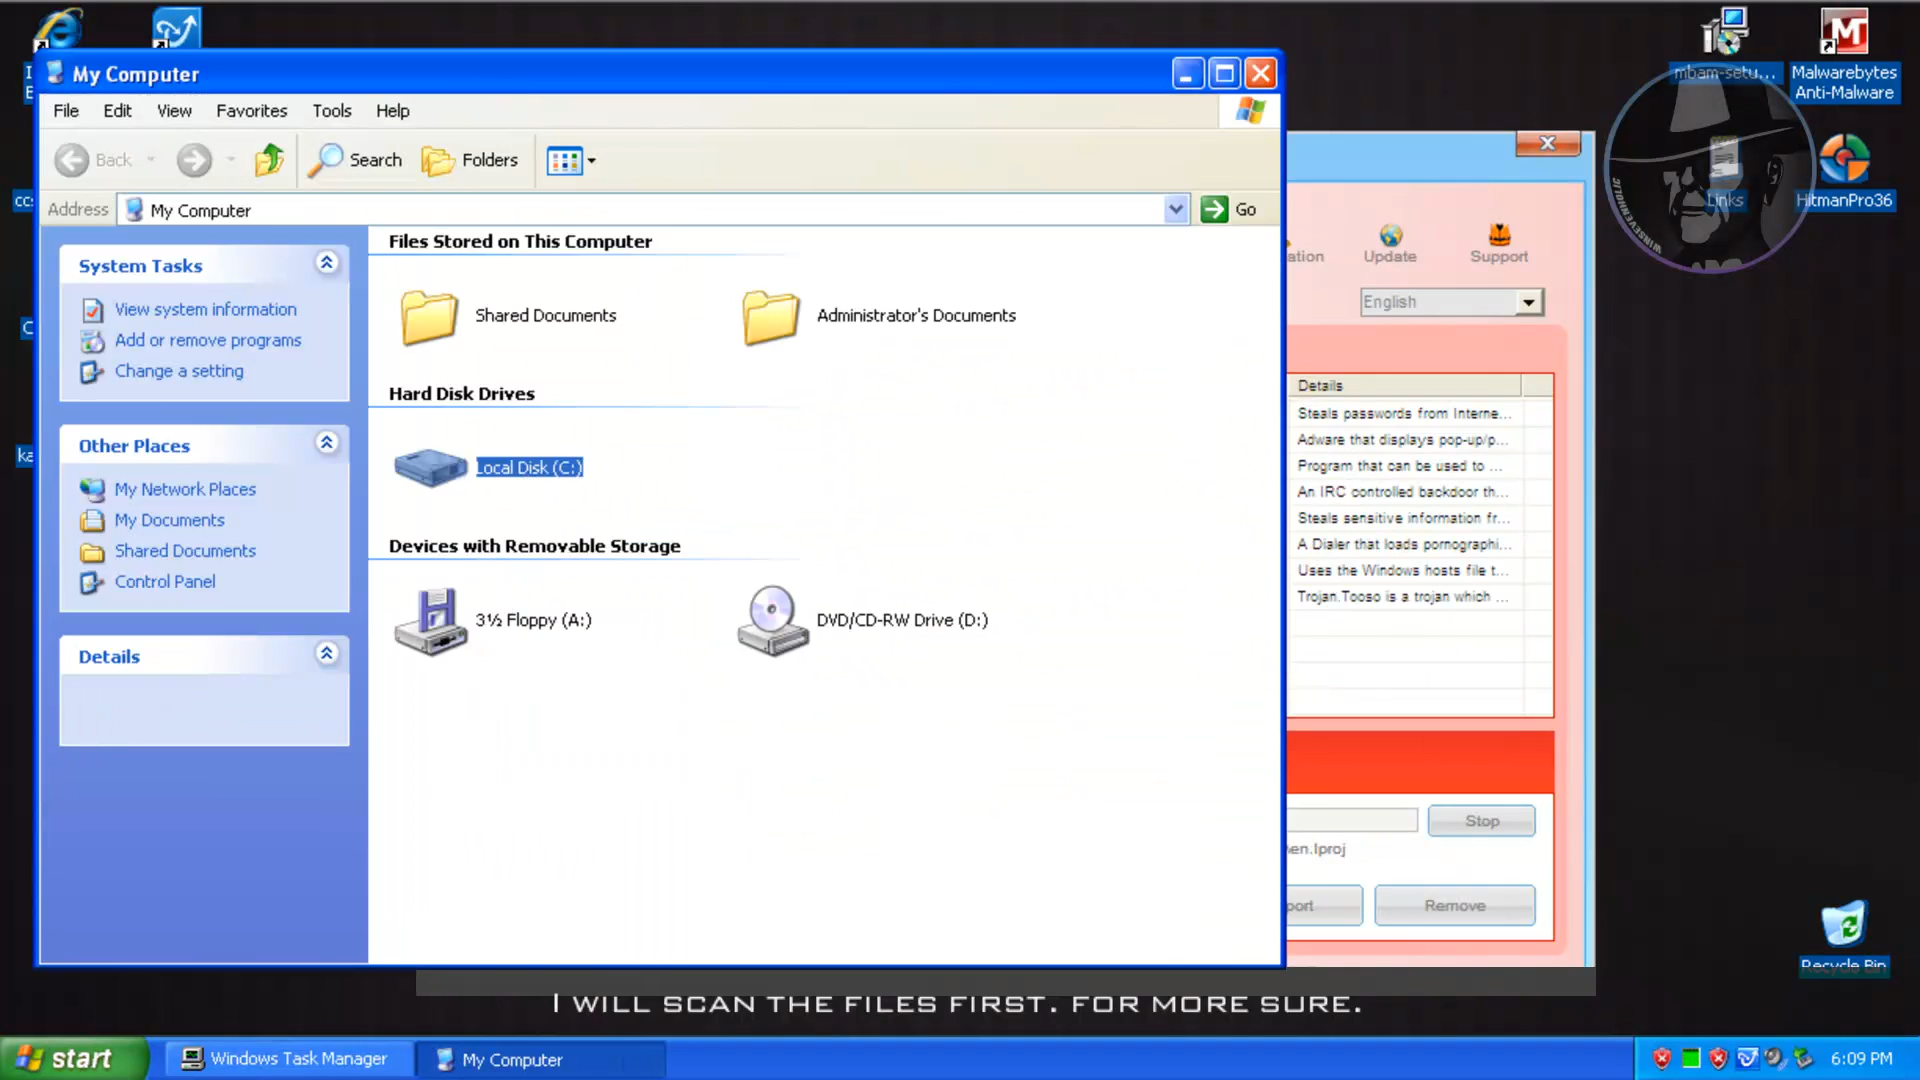 My Computer
File Edit View Favorites Tools Help
Back Search Folders
Address My Computer Go
System Tasks
View system information
Add or remove programs
Change a setting
Other Places
My Network Places
My Documents
Shared Documents
Control Panel
Details
Files Stored on This Computer
Shared Documents
Administrator's Documents
Hard Disk Drives
Local Disk (C:)
Devices with Removable Storage
3½ Floppy (A:)
DVD/CD-RW Drive (D:)
ation Update Support
English
Details
Steals passwords from Interne...
Adware that displays pop-up/p...
Program that can be used to ...
An IRC controlled backdoor th...
Steals sensitive information fr...
A Dialer that loads pornographi...
Uses the Windows hosts file t...
Trojan.Tooso is a trojan which ...
Stop
en.lproj
port Remove
mbam-setu...
Malwarebytes
Anti-Malware
Links
HitmanPro36
WINSEVENHOLIC
Recycle Bin
I WILL SCAN THE FILES FIRST. FOR MORE SURE.
start Windows Task Manager My Computer 6:09 PM